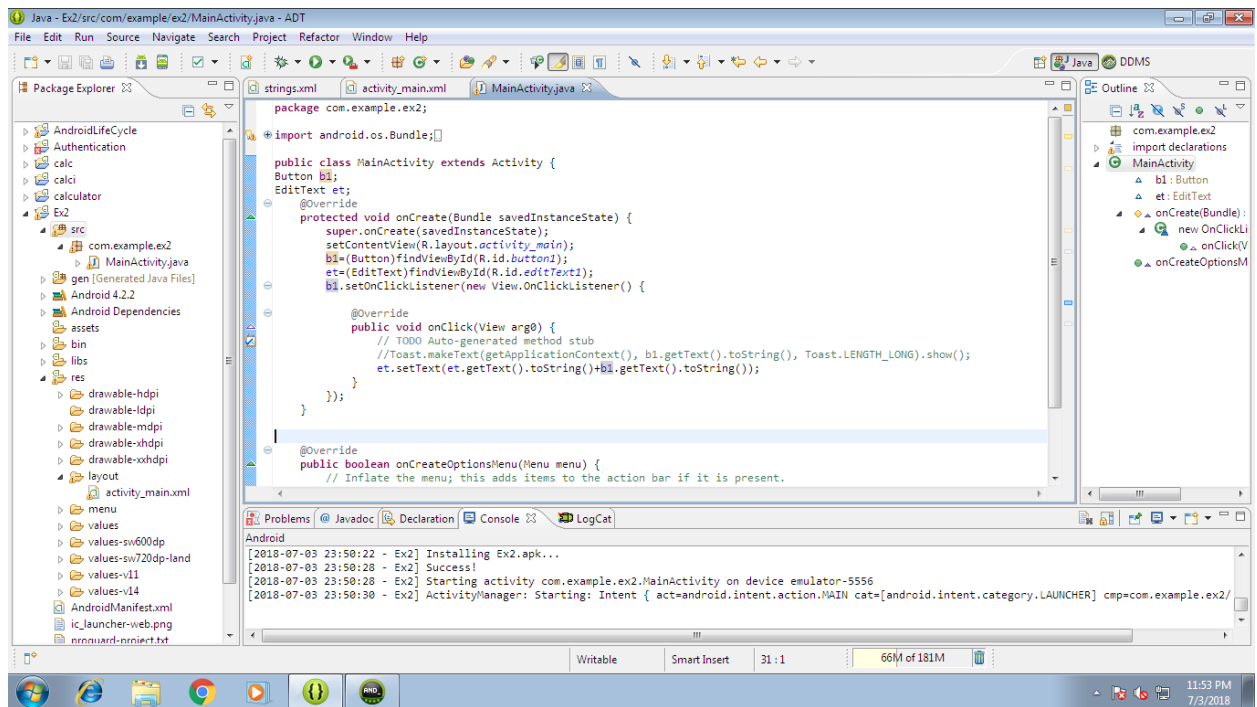 Java - Ex2/src/com/example/ex2/MainActivity.java - ADT
File Edit Run Source Navigate Search Project Refactor Window Help
Java DDMS
Package Explorer
AndroidLifeCycle
Authentication
calc
calci
calculator
Ex2
src
com.example.ex2
MainActivity.java
gen [Generated Java Files]
Android 4.2.2
Android Dependencies
assets
bin
libs
res
drawable-hdpi
drawable-ldpi
drawable-mdpi
drawable-xhdpi
drawable-xxhdpi
layout
activity_main.xml
menu
values
values-sw600dp
values-sw720dp-land
values-v11
values-v14
AndroidManifest.xml
ic_launcher-web.png
proguard-project.txt
strings.xml activity_main.xml MainActivity.java
package com.example.ex2;
import android.os.Bundle;
public class MainActivity extends Activity {
Button b1;
EditText et;
@Override
protected void onCreate(Bundle savedInstanceState) {
super.onCreate(savedInstanceState);
setContentView(R.layout.activity_main);
b1=(Button)findViewById(R.id.button1);
et=(EditText)findViewById(R.id.editText1);
b1.setOnClickListener(new View.OnClickListener() {
@Override
public void onClick(View arg0) {
// TODO Auto-generated method stub
//Toast.makeText(getApplicationContext(), b1.getText().toString(), Toast.LENGTH_LONG).show();
et.setText(et.getText().toString()+b1.getText().toString());
}
});
}
@Override
public boolean onCreateOptionsMenu(Menu menu) {
// Inflate the menu; this adds items to the action bar if it is present.
Outline
com.example.ex2
import declarations
MainActivity
b1 : Button
et : EditText
onCreate(Bundle) :
new OnClickLi
onClick(V
onCreateOptionsM
Problems @ Javadoc Declaration Console LogCat
Android
[2018-07-03 23:50:22 - Ex2] Installing Ex2.apk...
[2018-07-03 23:50:28 - Ex2] Success!
[2018-07-03 23:50:28 - Ex2] Starting activity com.example.ex2.MainActivity on device emulator-5556
[2018-07-03 23:50:30 - Ex2] ActivityManager: Starting: Intent { act=android.intent.action.MAIN cat=[android.intent.category.LAUNCHER] cmp=com.example.ex2/
Writable Smart Insert 31 : 1 66M of 181M
AND
11:53 PM
7/3/2018